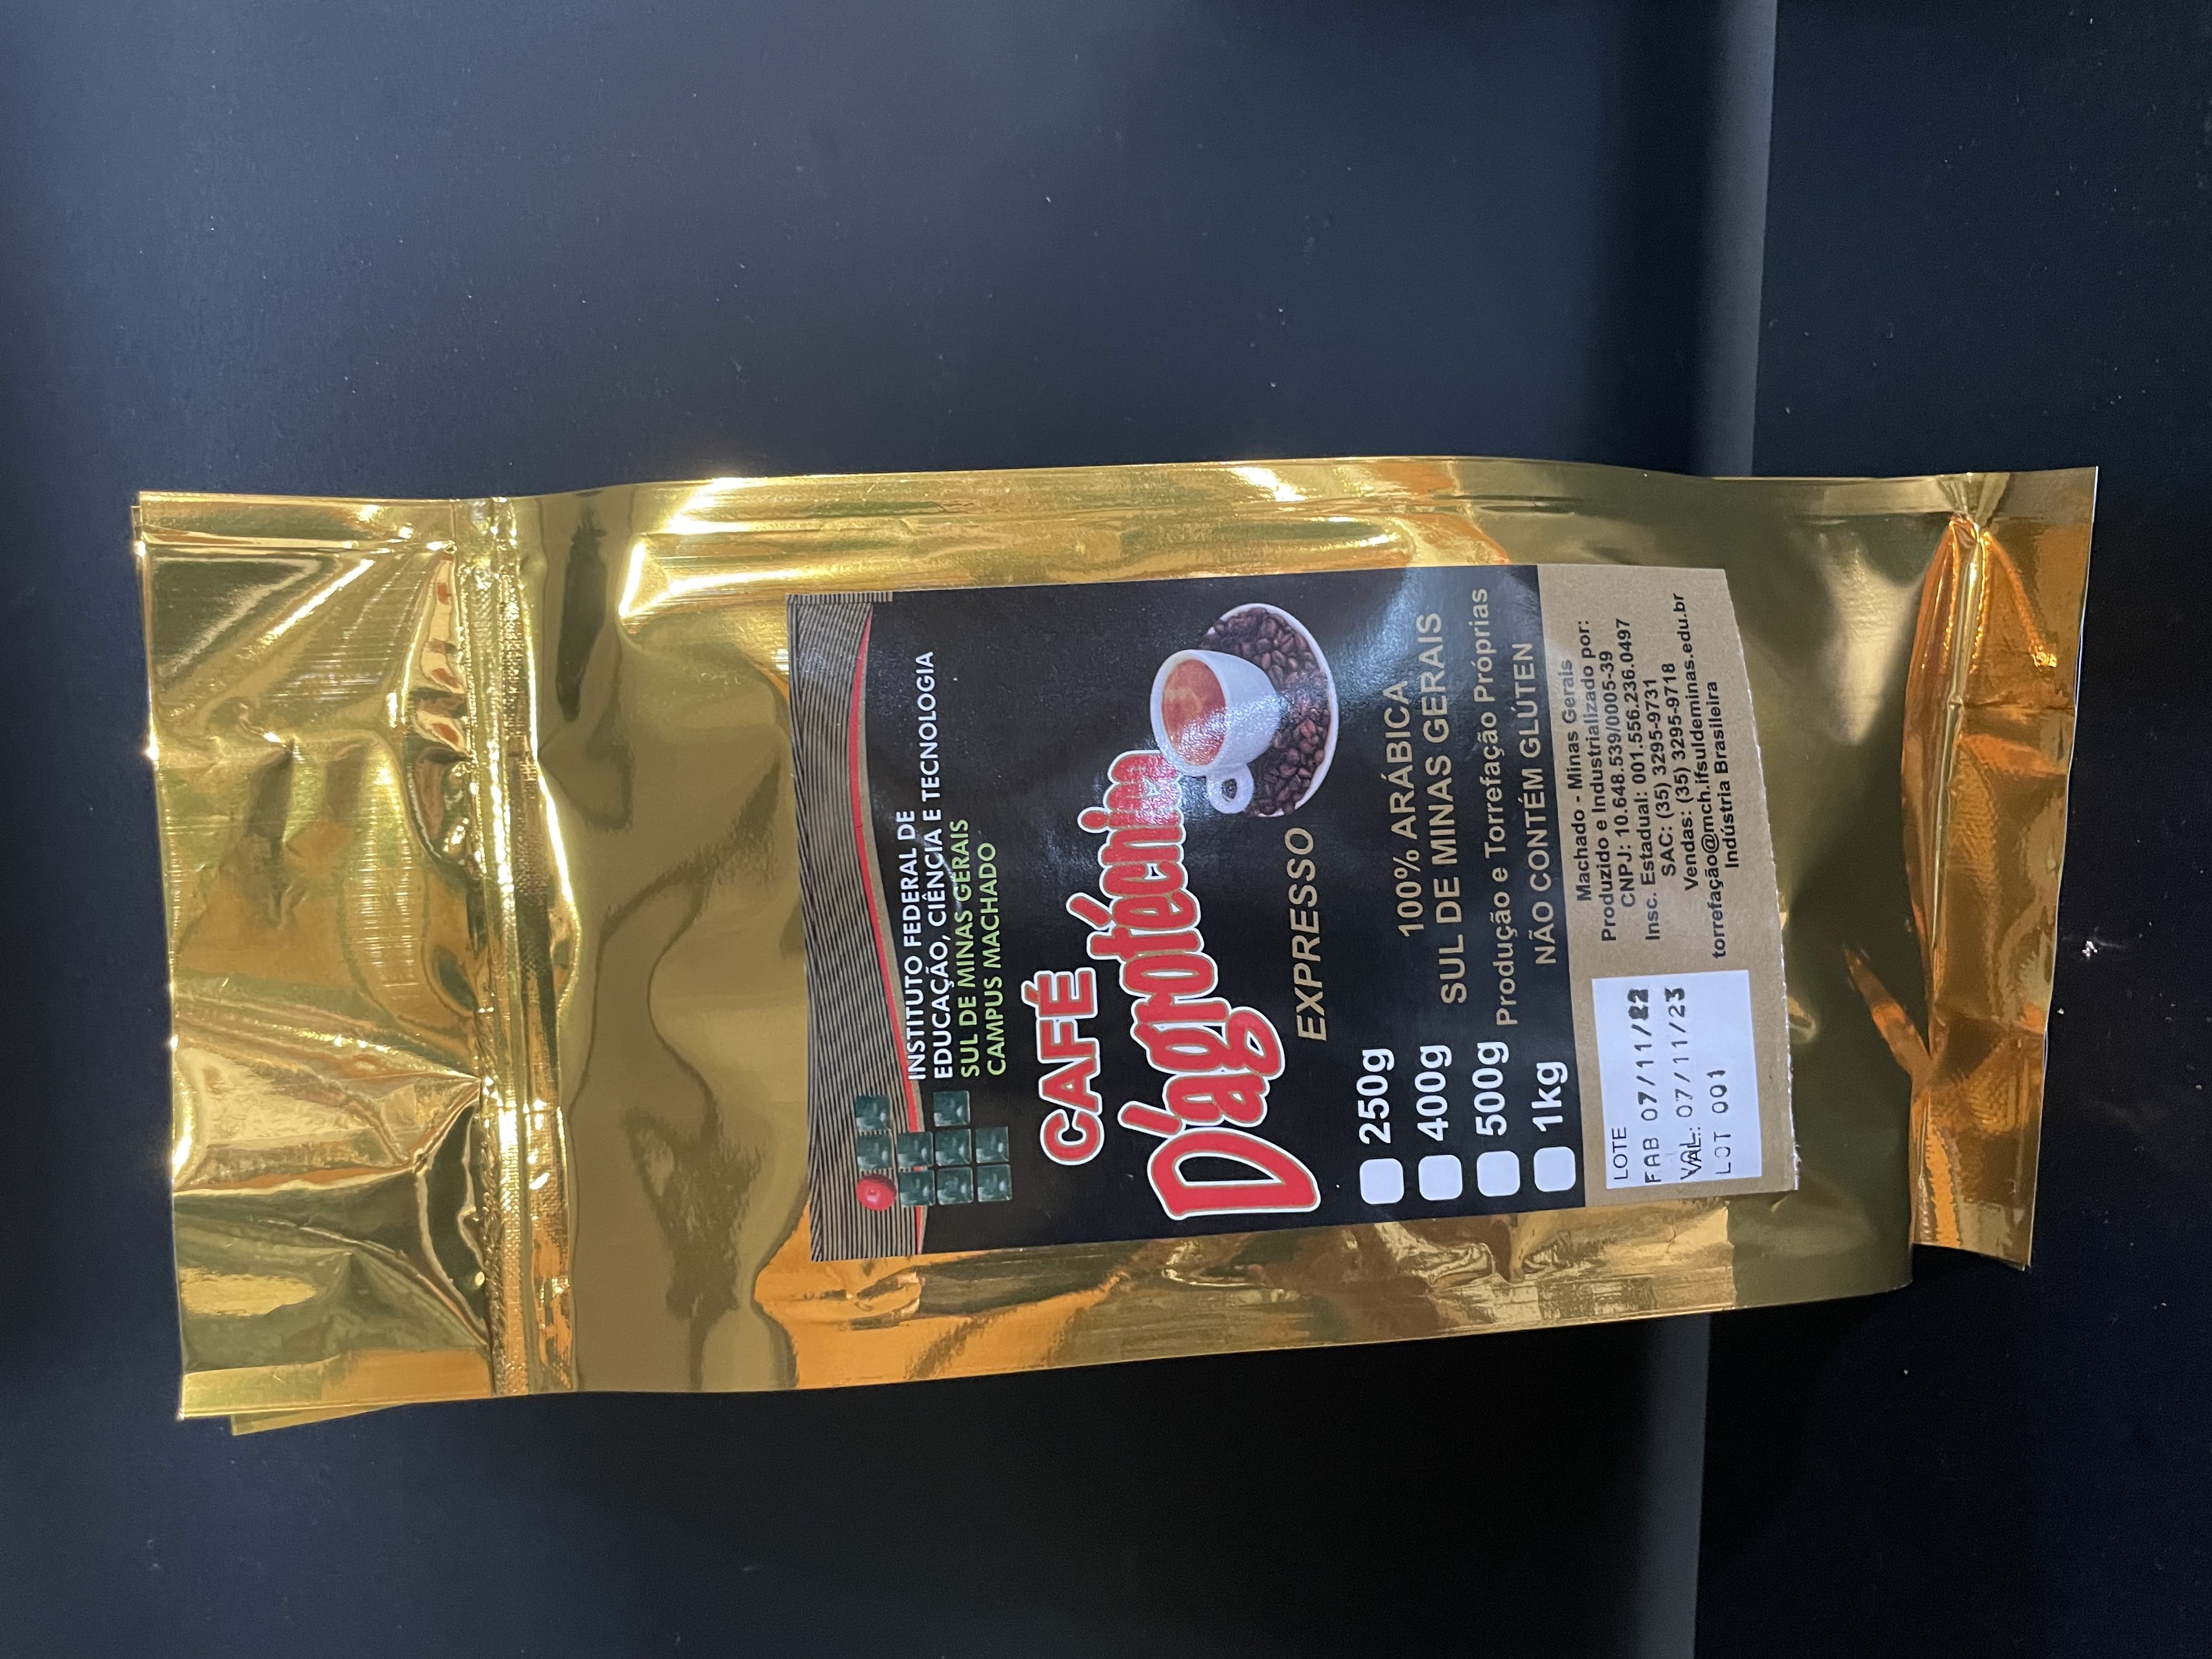 INSTITUTO FEDERAL DE
EDUCAÇÃO, CIÊNCIA E TECNOLOGIA
SUL DE MINAS GERAIS
CAMPUS MACHADO
CAFÉ
D'agrotécnica
EXPRESSO
250g
400g
500g
1kg
100% ARÁBICA
SUL DE MINAS GERAIS
Produção e Torrefação Próprias
NÃO CONTÉM GLÚTEN
LOTE
FAB 07/11/22
VAL.: 07/11/23
LOT 001
Machado - Minas Gerais
Produzido e Industrializado por:
CNPJ: 10.648.539/0005-39
Insc. Estadual: 001.556.236.0497
SAC: (35) 3295-9731
Vendas: (35) 3295-9718
torrefação@mch.ifsuldeminas.edu.br
Indústria Brasileira